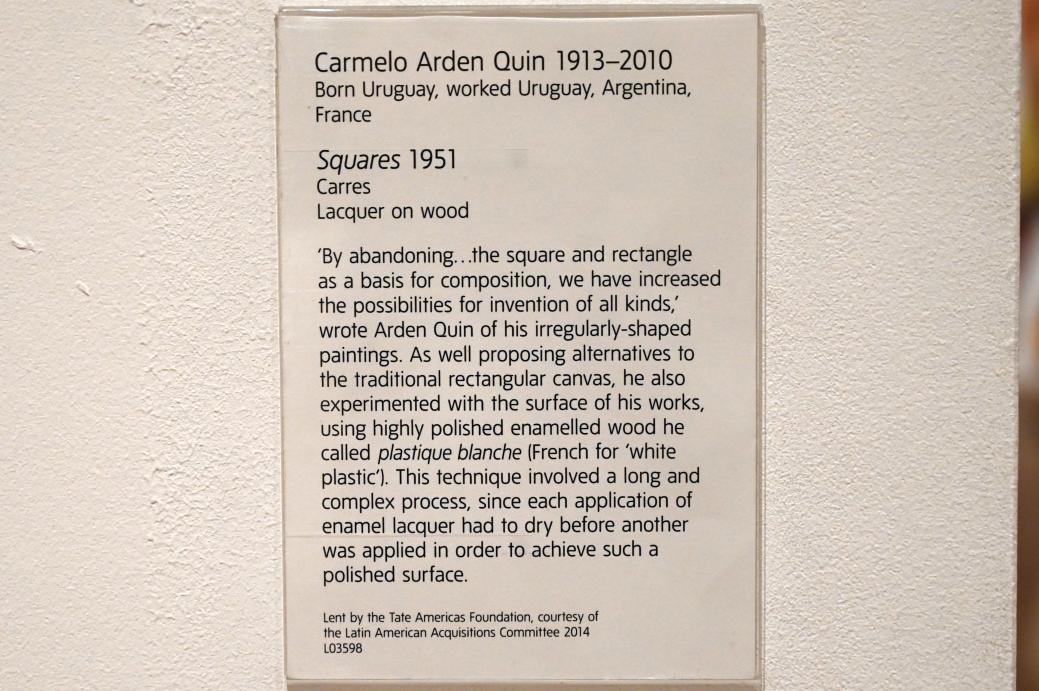 Carmelo Arden Quin 1913–2010
Born Uruguay, worked Uruguay, Argentina,
France
Squares 1951
Carres
Lacquer on wood
‘By abandoning…the square and rectangle
as a basis for composition, we have increased
the possibilities for invention of all kinds,’
wrote Arden Quin of his irregularly-shaped
paintings. As well proposing alternatives to
the traditional rectangular canvas, he also
experimented with the surface of his works,
using highly polished enamelled wood he
called plastique blanche (French for ‘white
plastic’). This technique involved a long and
complex process, since each application of
enamel lacquer had to dry before another
was applied in order to achieve such a
polished surface.
Lent by the Tate Americas Foundation, courtesy of
the Latin American Acquisitions Committee 2014
L03598